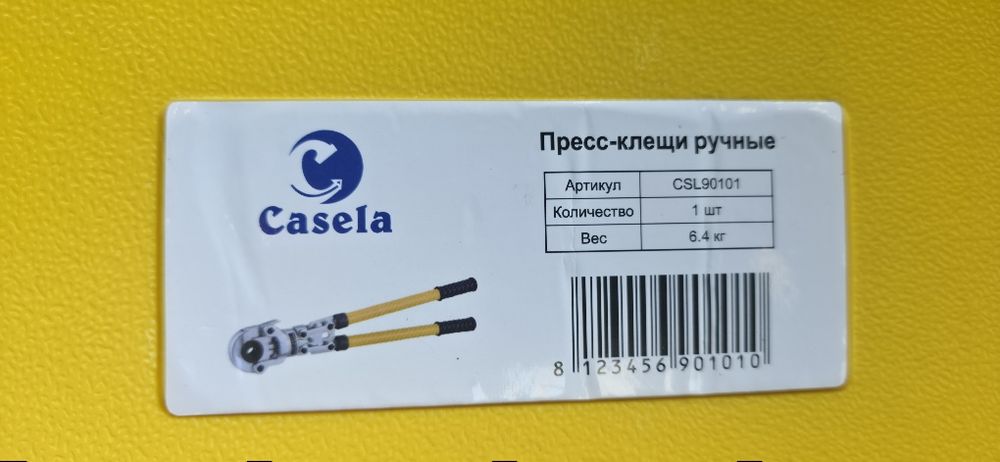 Casela
Пресс-клещи ручные
Артикул CSL90101
Количество 1 шт
Вес 6.4 кг
8 123456 901010